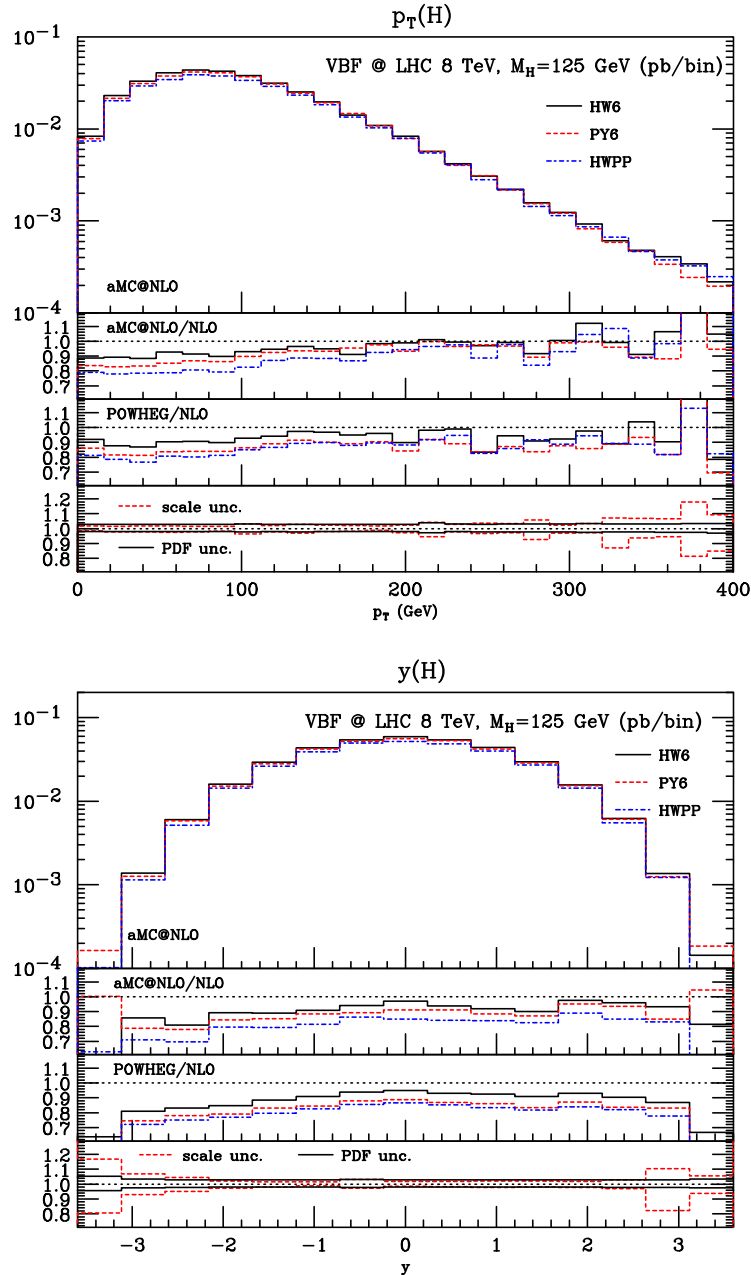 p_T(H)
10^−1
VBF @ LHC 8 TeV, M_H=125 GeV (pb/bin)
HW6
10^−2
PY6
HWPP
10^−3
aMC@NLO
10^−4
aMC@NLO/NLO
1.1
1.0
0.9
0.8
0.7
POWHEG/NLO
1.1
1.0
0.9
0.8
0.7
1.2
scale unc.
1.1
1.0
0.9
PDF unc.
0.8
0 100 200 300 400
p_T (GeV)
y(H)
10^−1
VBF @ LHC 8 TeV, M_H=125 GeV (pb/bin)
HW6
PY6
10^−2
HWPP
10^−3
aMC@NLO
10^−4
aMC@NLO/NLO
1.1
1.0
0.9
0.8
0.7
POWHEG/NLO
1.1
1.0
0.9
0.8
0.7
1.2
scale unc. PDF unc.
1.1
1.0
0.9
0.8
−3 −2 −1 0 1 2 3
y